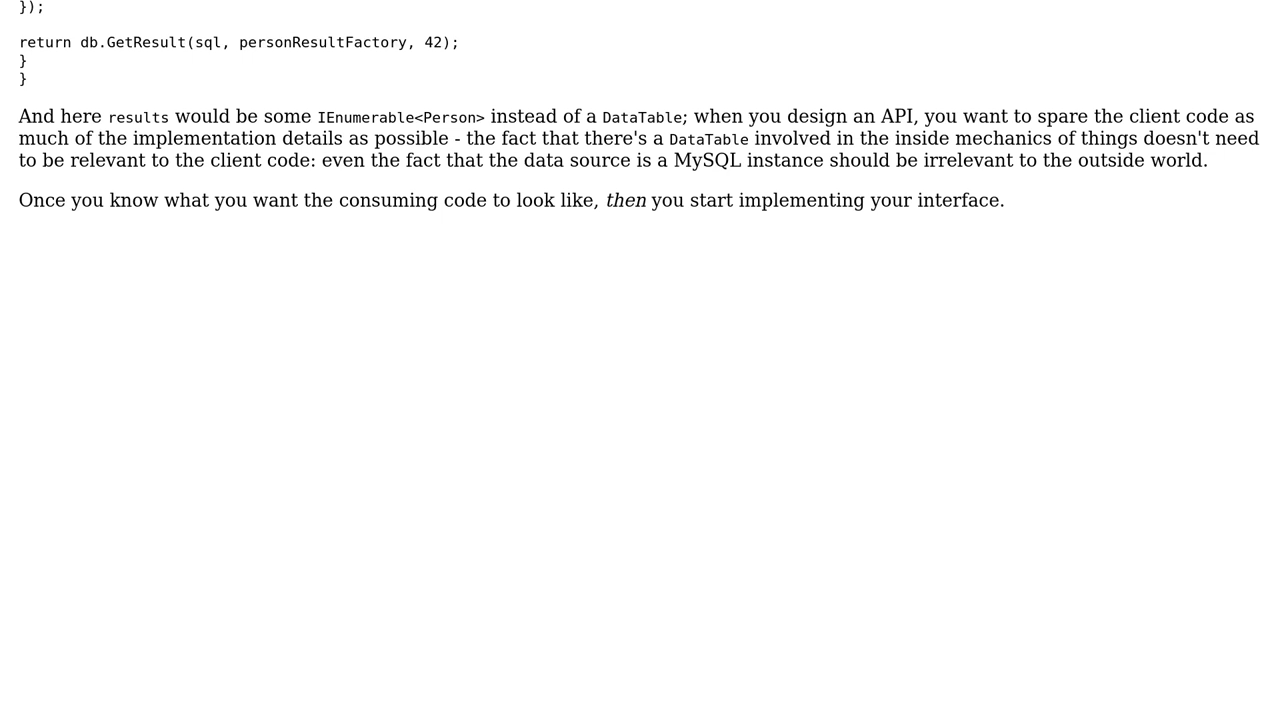 });
return db.GetResult(sql, personResultFactory, 42);
}
}
And here results would be some IEnumerable<Person> instead of a DataTable; when you design an API, you want to spare the client code as
much of the implementation details as possible - the fact that there's a DataTable involved in the inside mechanics of things doesn't need
to be relevant to the client code: even the fact that the data source is a MySQL instance should be irrelevant to the outside world.
Once you know what you want the consuming code to look like, then you start implementing your interface.